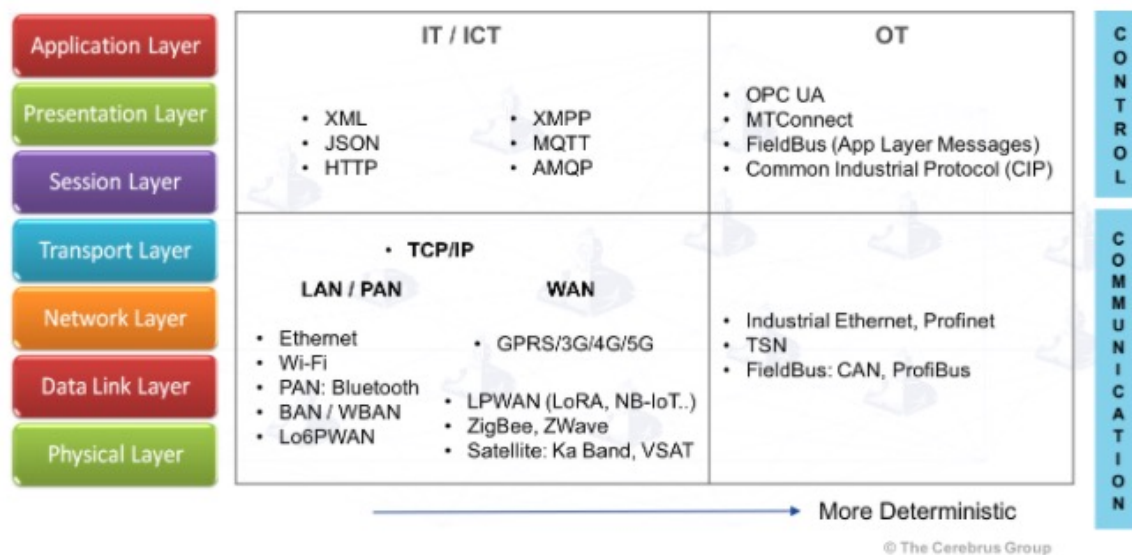 Application Layer
Presentation Layer
Session Layer
Transport Layer
Network Layer
Data Link Layer
Physical Layer
IT / ICT
• XML
• JSON
• HTTP
• XMPP
• MQTT
• AMQP
OT
• OPC UA
• MTConnect
• FieldBus (App Layer Messages)
• Common Industrial Protocol (CIP)
• TCP/IP
LAN / PAN
• Ethernet
• Wi-Fi
• PAN: Bluetooth
• BAN / WBAN
• Lo6PWAN
WAN
• GPRS/3G/4G/5G
• LPWAN (LoRA, NB-IoT..)
• ZigBee, ZWave
• Satellite: Ka Band, VSAT
• Industrial Ethernet, Profinet
• TSN
• FieldBus: CAN, ProfiBus
CONTROL
COMMUNICATION
More Deterministic
© The Cerebrus Group